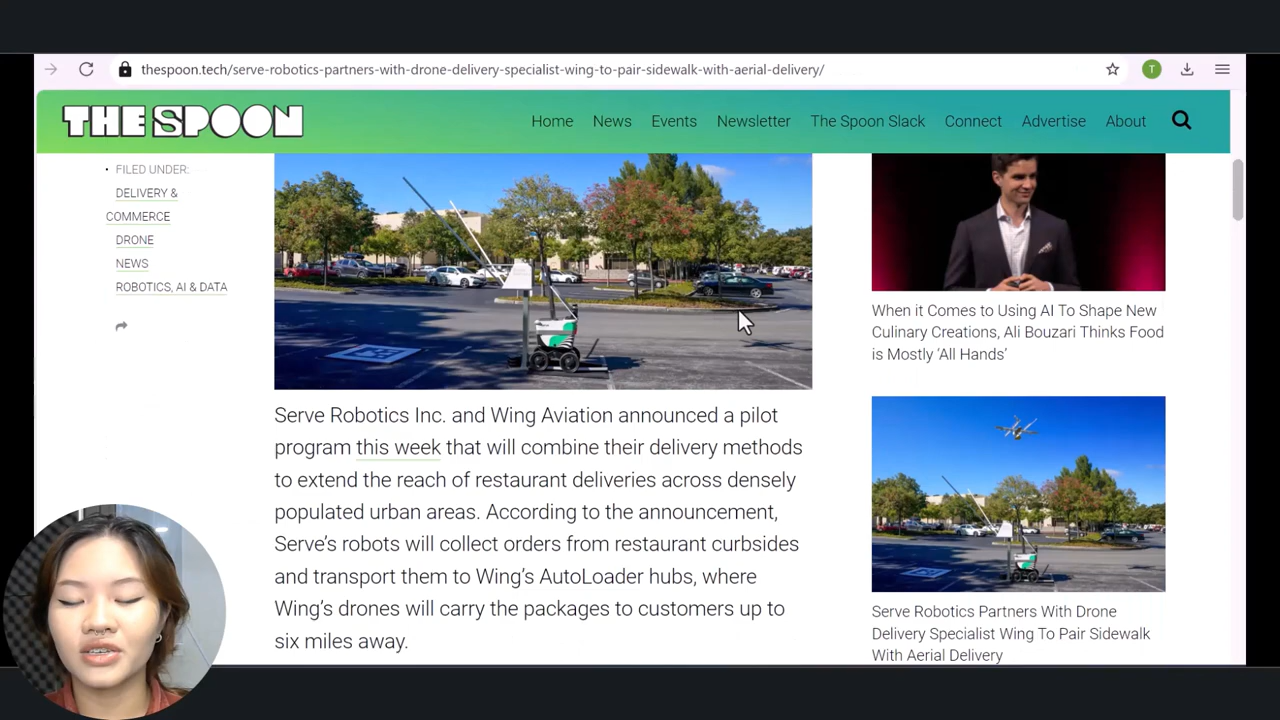 thespoon.tech/serve-robotics-partners-with-drone-delivery-specialist-wing-to-pair-sidewalk-with-aerial-delivery/
T
THE SPOON
Home
News
Events
Newsletter
The Spoon Slack
Connect
Advertise
About
FILED UNDER:
DELIVERY &
COMMERCE
DRONE
NEWS
ROBOTICS, AI & DATA
Serve Robotics Inc. and Wing Aviation announced a pilot
program this week that will combine their delivery methods
to extend the reach of restaurant deliveries across densely
populated urban areas. According to the announcement,
Serve's robots will collect orders from restaurant curbsides
and transport them to Wing's AutoLoader hubs, where
Wing's drones will carry the packages to customers up to
six miles away.
When it Comes to Using AI To Shape New
Culinary Creations, Ali Bouzari Thinks Food
is Mostly ‘All Hands’
Serve Robotics Partners With Drone
Delivery Specialist Wing To Pair Sidewalk
With Aerial Delivery